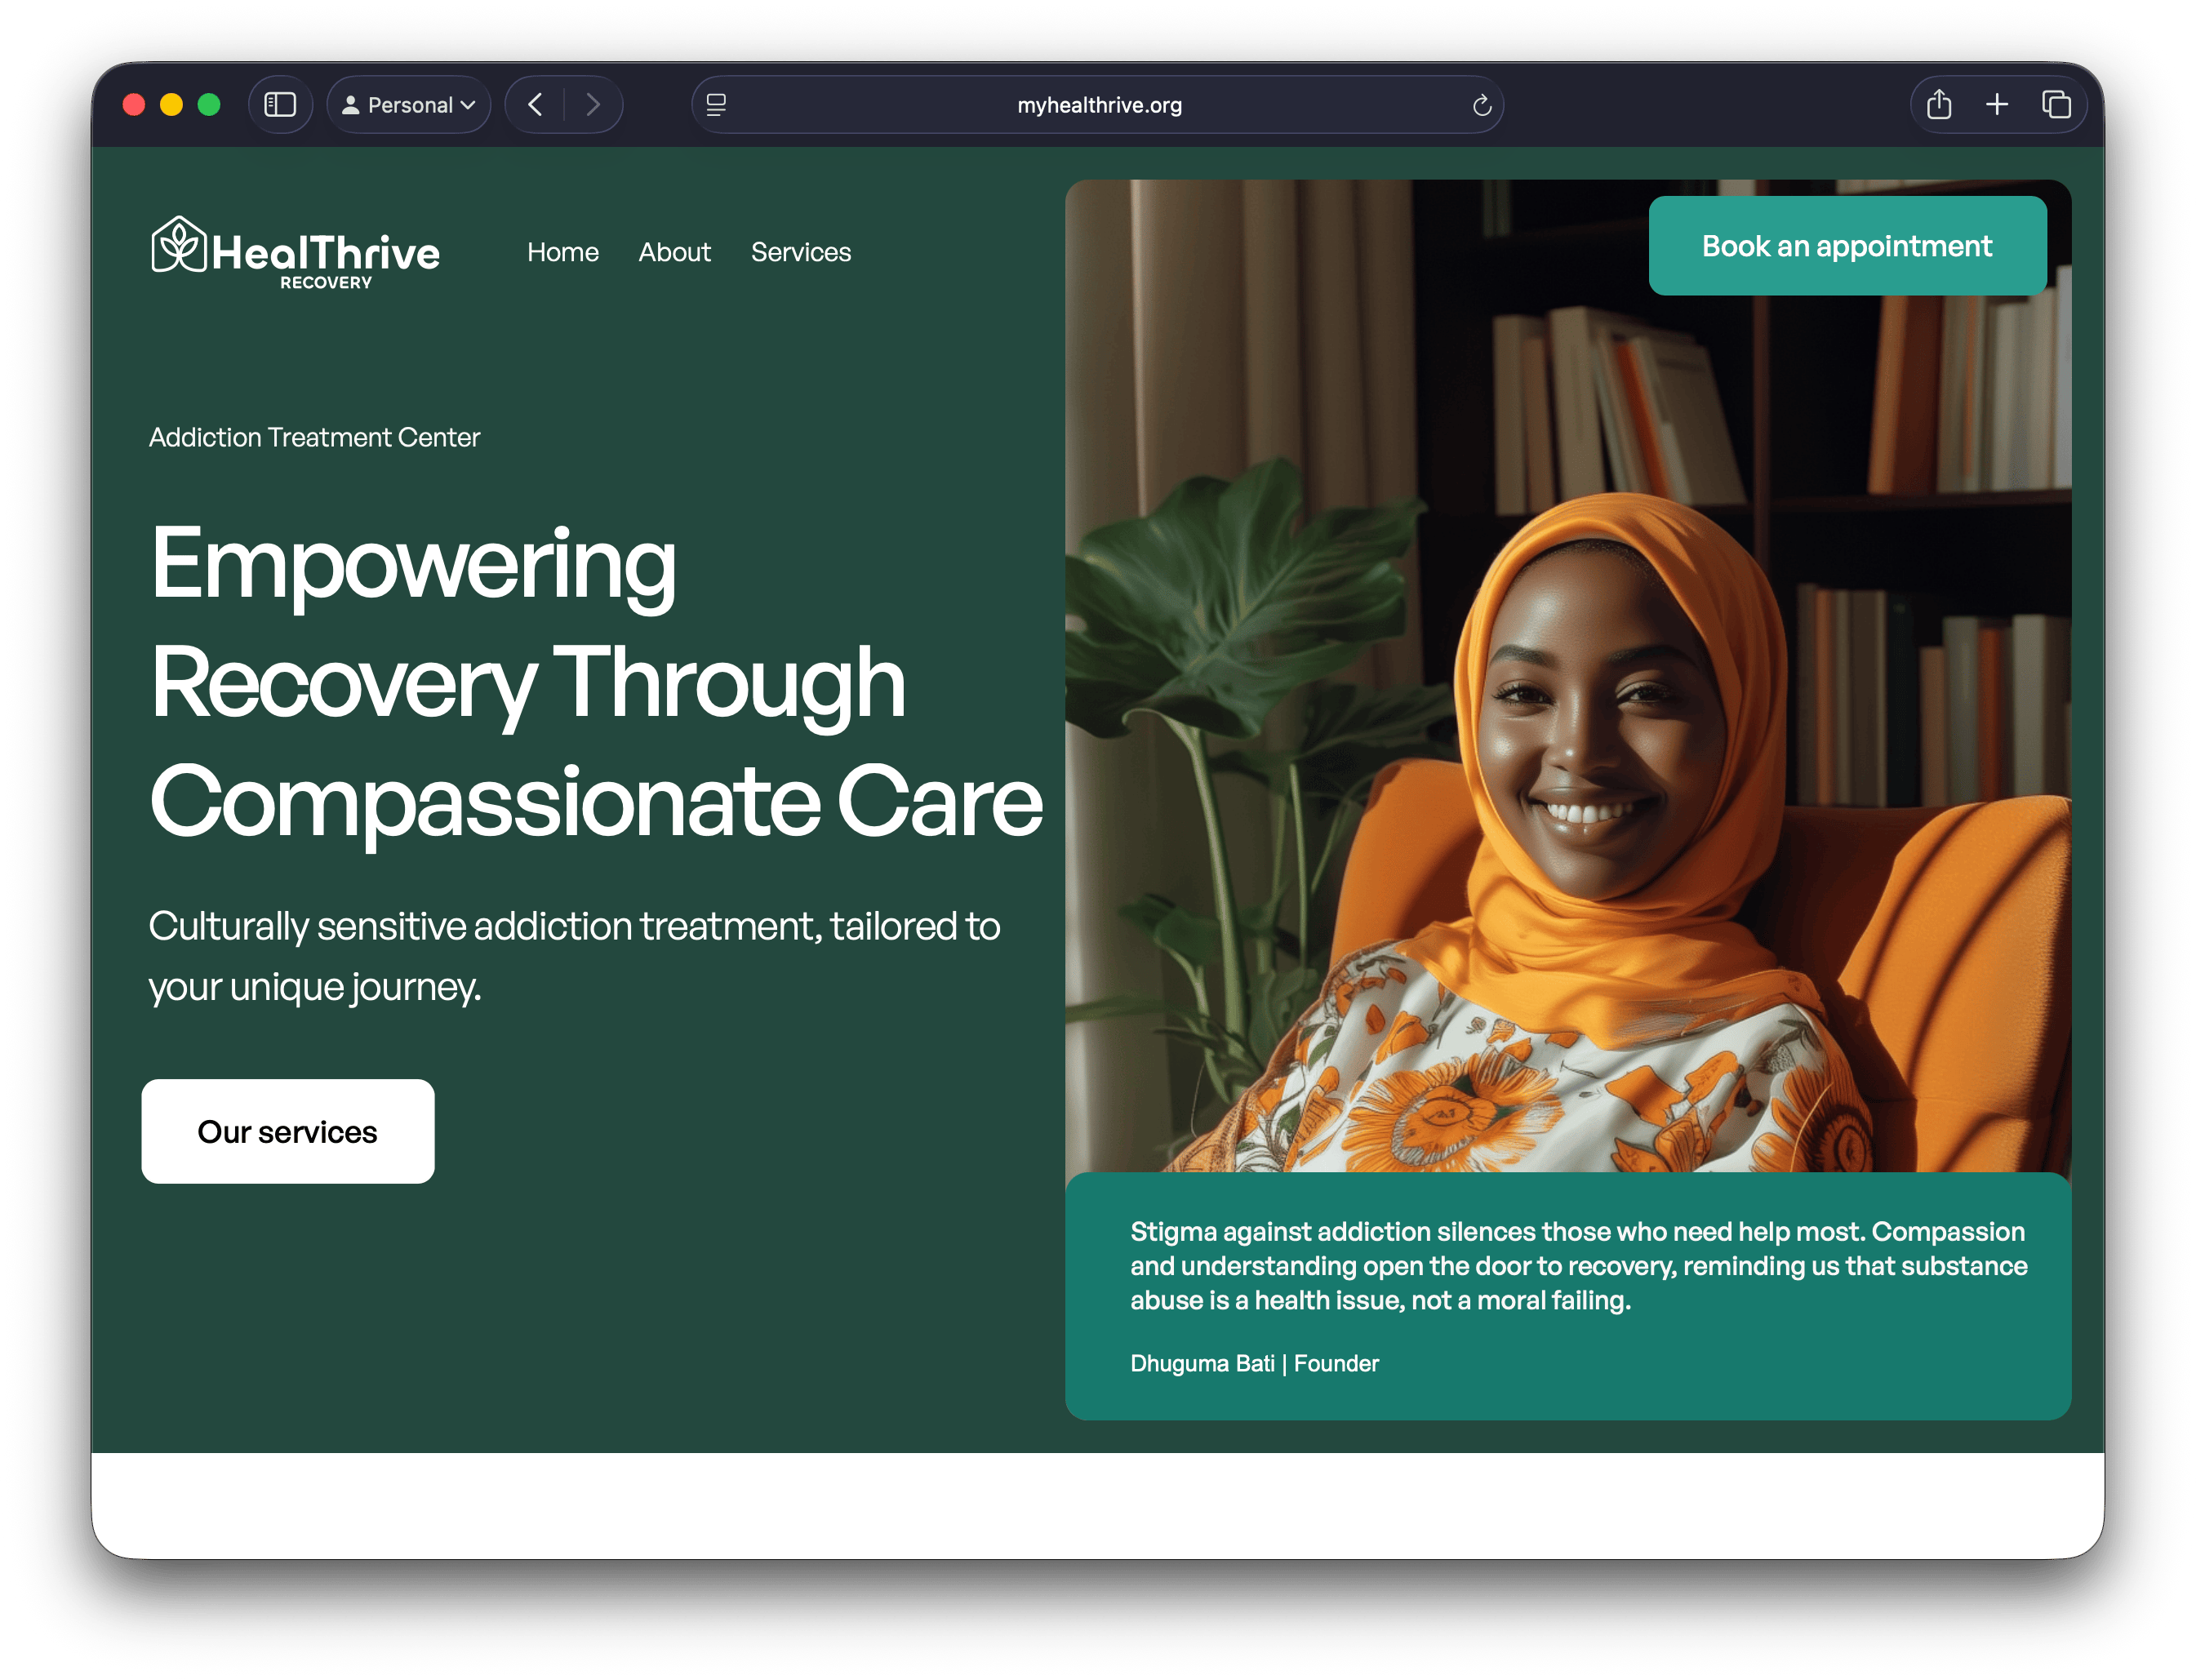 Personal
myhealthrive.org
HealThrive
RECOVERY
Home
About
Services
Book an appointment
Addiction Treatment Center
Empowering
Recovery Through
Compassionate Care
Culturally sensitive addiction treatment, tailored to
your unique journey.
Our services
Stigma against addiction silences those who need help most. Compassion
and understanding open the door to recovery, reminding us that substance
abuse is a health issue, not a moral failing.
Dhuguma Bati | Founder